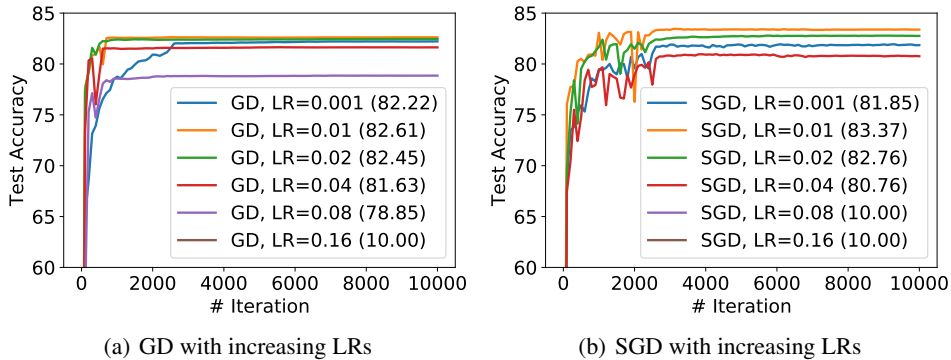 Test Accuracy
85
80
75
70
65
60
GD, LR=0.001 (82.22)
GD, LR=0.01 (82.61)
GD, LR=0.02 (82.45)
GD, LR=0.04 (81.63)
GD, LR=0.08 (78.85)
GD, LR=0.16 (10.00)
0 2000 4000 6000 8000 10000
# Iteration
(a) GD with increasing LRs
Test Accuracy
80
75
70
65
60
SGD, LR=0.001 (81.85)
SGD, LR=0.01 (83.37)
SGD, LR=0.02 (82.76)
SGD, LR=0.04 (80.76)
SGD, LR=0.08 (10.00)
SGD, LR=0.16 (10.00)
0 2000 4000 6000 8000 10000
# Iteration
(b) SGD with increasing LRs